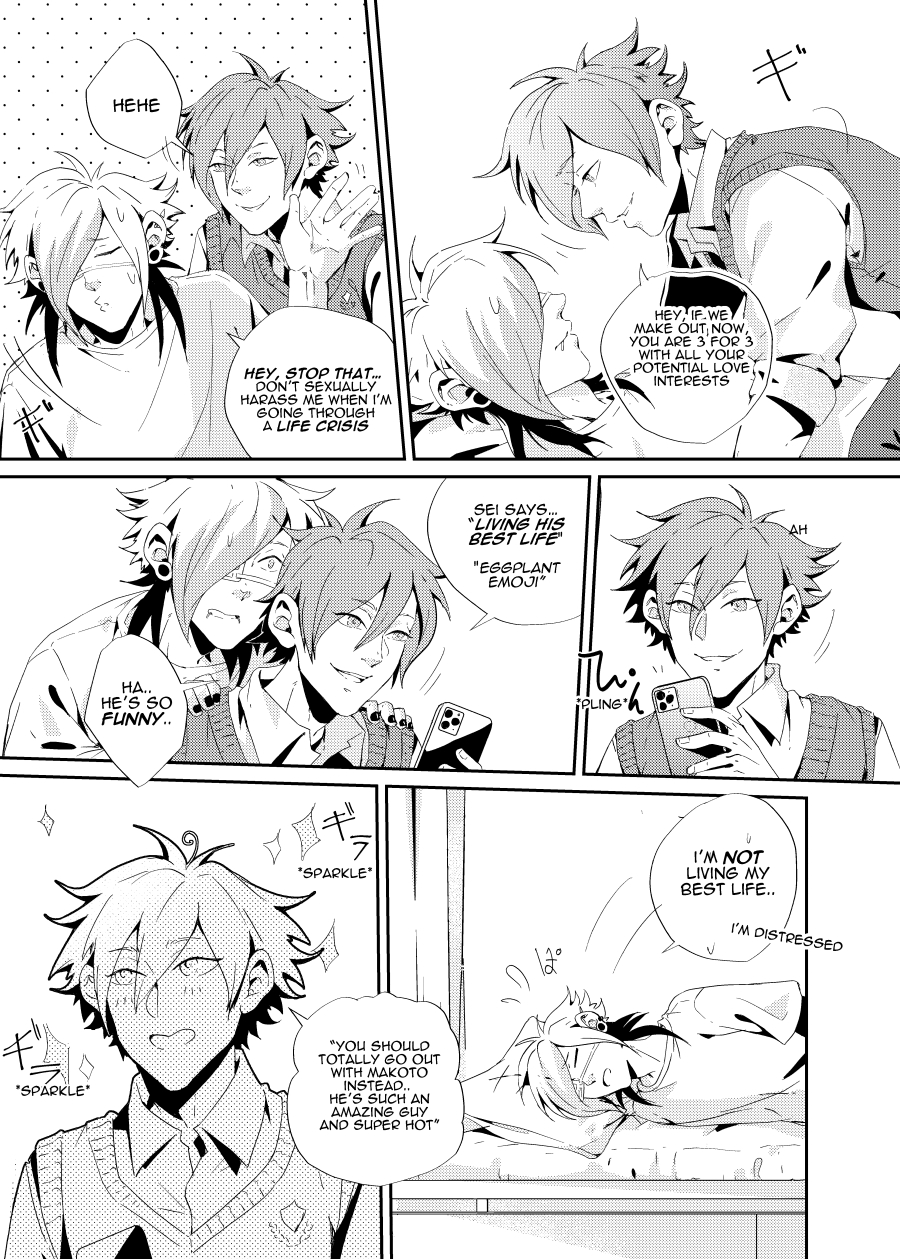 ギ
HEY, IF WE
MAKE OUT NOW,
YOU ARE 3 FOR 3
WITH ALL YOUR
POTENTIAL LOVE
INTERESTS
HEHE
HEY, STOP THAT...
DON'T SEXUALLY
HARASS ME WHEN I'M
GOING THROUGH
A LIFE CRISIS
ギ
AH
*PLING*
SEI SAYS...
"LIVING HIS
BEST LIFE"
"EGGPLANT
EMOJI"
HA..
HE'S SO
FUNNY..
I'M NOT
LIVING MY
BEST LIFE..
I'M DISTRESSED
ぱ
ギラ
*SPARKLE*
"YOU SHOULD
TOTALLY GO OUT
WITH MAKOTO
INSTEAD..
HE'S SUCH AN
AMAZING GUY
AND SUPER HOT"
ギラ
*SPARKLE*